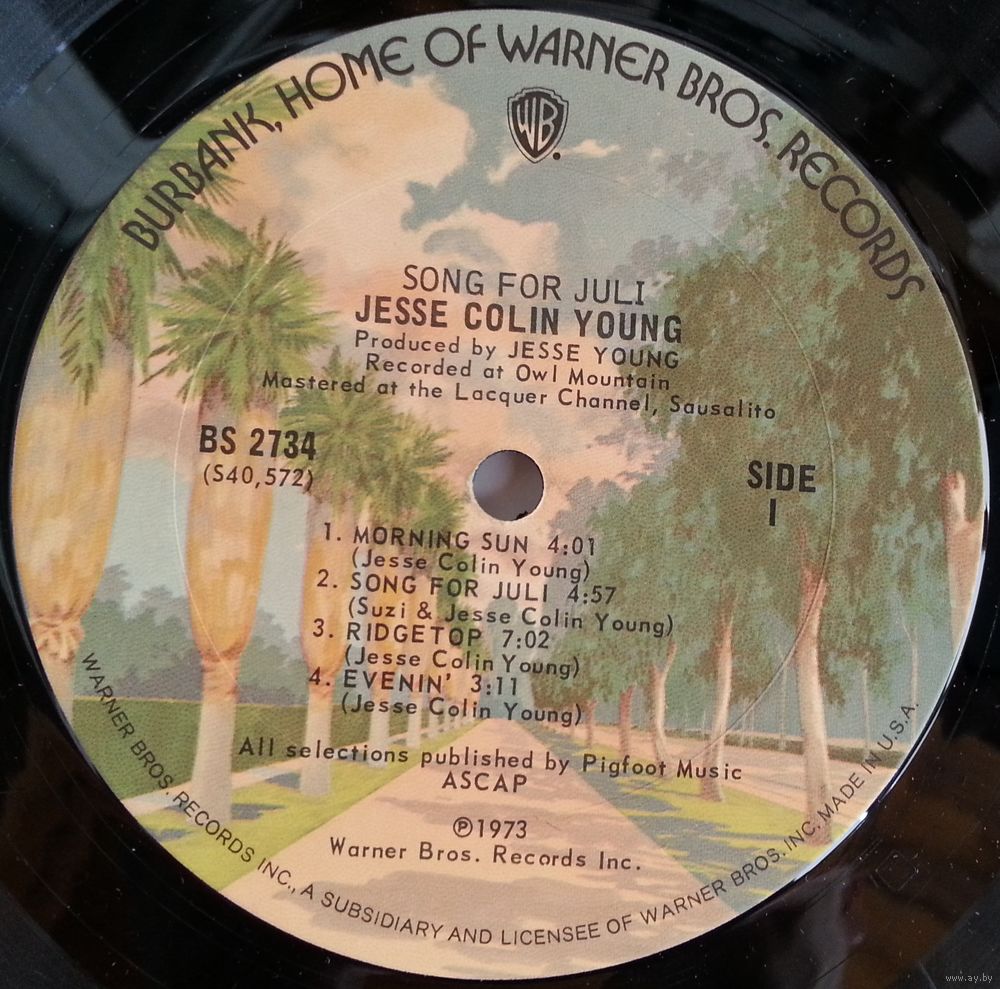 BURBANK, HOME OF WARNER BROS. RECORDS
WB
SONG FOR JULI
JESSE COLIN YOUNG
Produced by JESSE YOUNG
Recorded at Owl Mountain
Mastered at the Lacquer Channel, Sausalito
BS 2734
(S40,572)
SIDE
1
1. MORNING SUN 4:01
(Jesse Colin Young)
2. SONG FOR JULI 4:57
(Suzi & Jesse Colin Young)
3. RIDGETOP 7:02
(Jesse Colin Young)
4. EVENIN' 3:11
(Jesse Colin Young)
All selections published by Pigfoot Music
ASCAP
℗1973
Warner Bros. Records Inc.
WARNER BROS. RECORDS INC., A SUBSIDIARY AND LICENSEE OF WARNER BROS. INC. MADE IN U.S.A.
www.ay.by